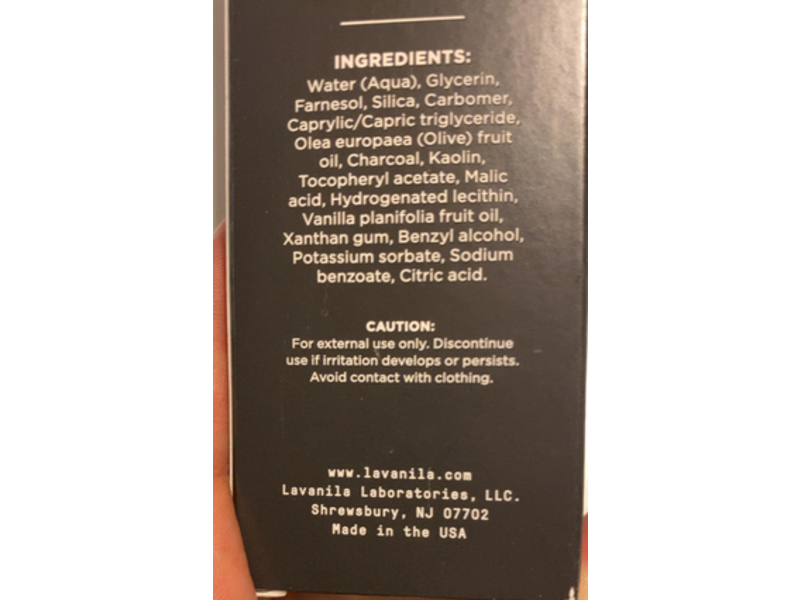 INGREDIENTS:
Water (Aqua), Glycerin,
Farnesol, Silica, Carbomer,
Caprylic/Capric triglyceride,
Olea europaea (Olive) fruit
oil, Charcoal, Kaolin,
Tocopheryl acetate, Malic
acid, Hydrogenated lecithin,
Vanilla planifolia fruit oil,
Xanthan gum, Benzyl alcohol,
Potassium sorbate, Sodium
benzoate, Citric acid.
CAUTION:
For external use only. Discontinue
use if irritation develops or persists.
Avoid contact with clothing.
www.lavanila.com
Lavanila Laboratories, LLC.
Shrewsbury, NJ 07702
Made in the USA